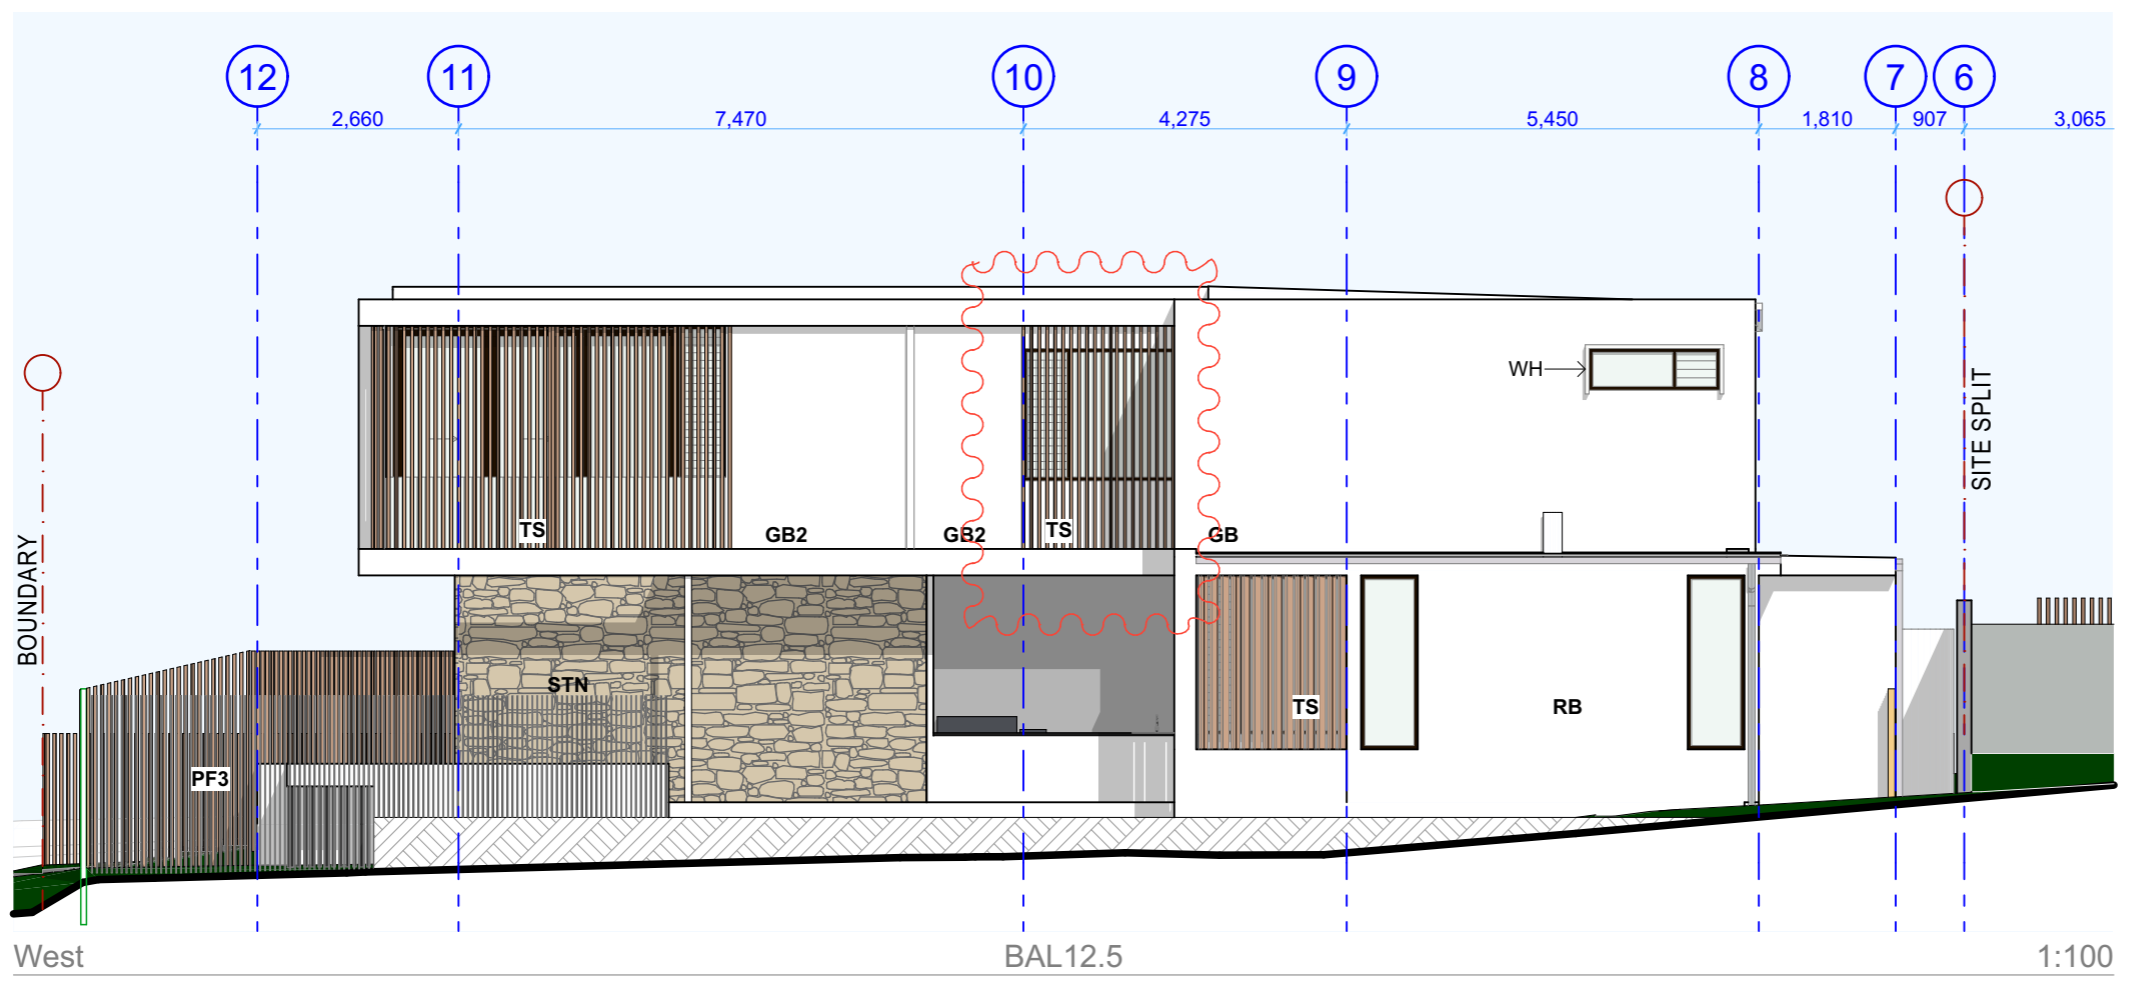 12 11 10 9 8 7 6
2,660 7,470 4,275 5,450 1,810 907 3,065
WH
SITE SPLIT
BOUNDARY
TS GB2 GB2 TS GB
STN
TS RB
PF3
West BAL12.5 1:100